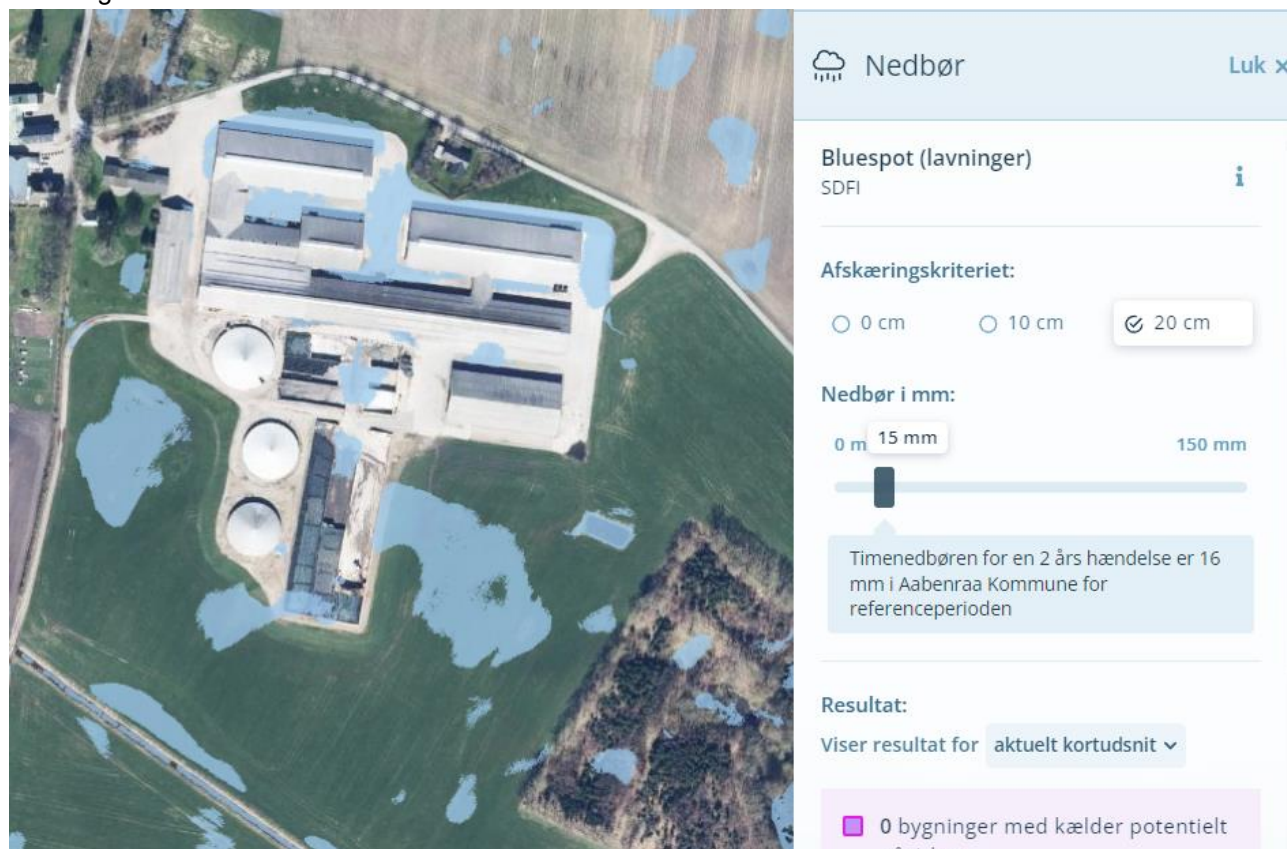 Nedbør
Luk ×
Bluespot (lavninger)
SDFI
i
Afskæringskriteriet:
0 cm
10 cm
20 cm
Nedbør i mm:
0 m
15 mm
150 mm
Timenedbøren for en 2 års hændelse er 16
mm i Aabenraa Kommune for
referenceperioden
Resultat:
Viser resultat for aktuelt kortudsnit
0 bygninger med kælder potentielt